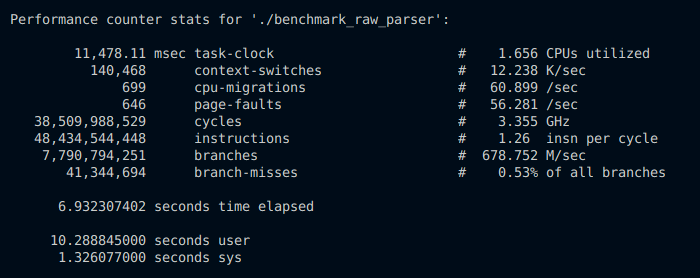 Performance counter stats for './benchmark_raw_parser':
11,478.11 msec task-clock # 1.656 CPUs utilized
140,468 context-switches # 12.238 K/sec
699 cpu-migrations # 60.899 /sec
646 page-faults # 56.281 /sec
38,509,988,529 cycles # 3.355 GHz
48,434,544,448 instructions # 1.26 insn per cycle
7,790,794,251 branches # 678.752 M/sec
41,344,694 branch-misses # 0.53% of all branches
6.932307402 seconds time elapsed
10.288845000 seconds user
1.326077000 seconds sys